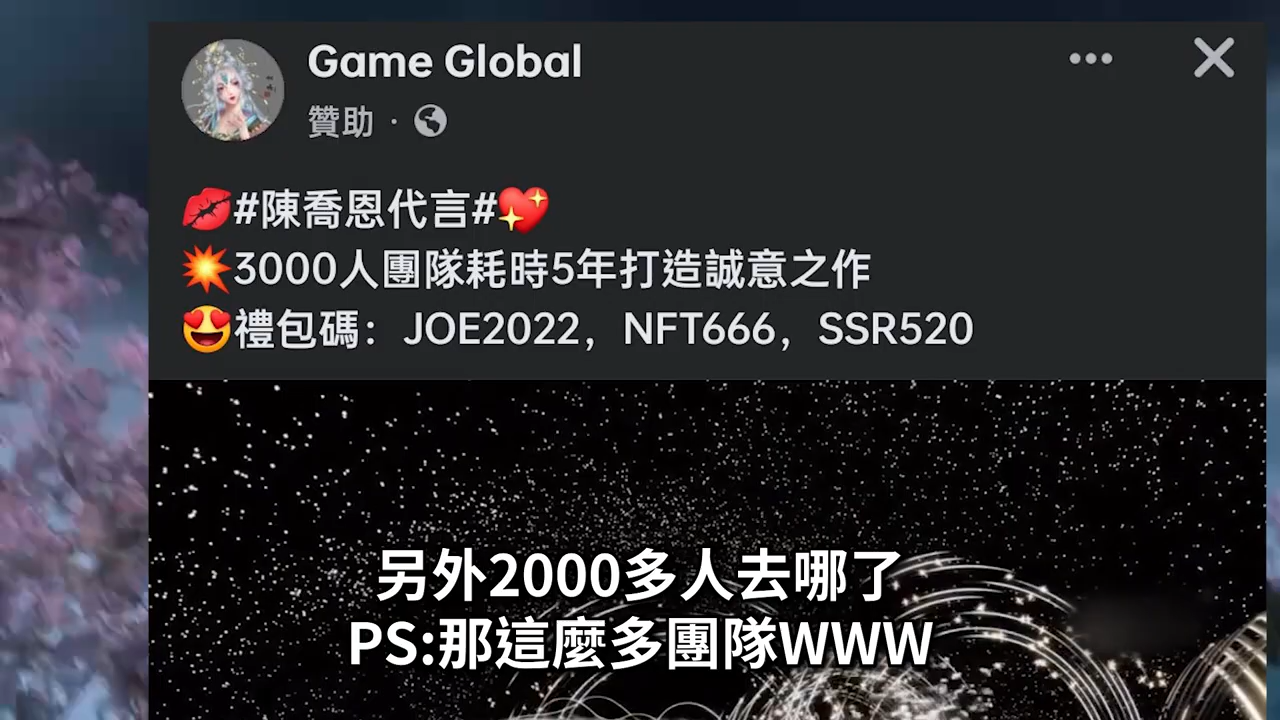 Game Global
贊助 ·
💋#陳喬恩代言#💖
💥3000人團隊耗時5年打造誠意之作
😍禮包碼：JOE2022，NFT666，SSR520
另外2000多人去哪了
PS:那這麼多團隊WWW